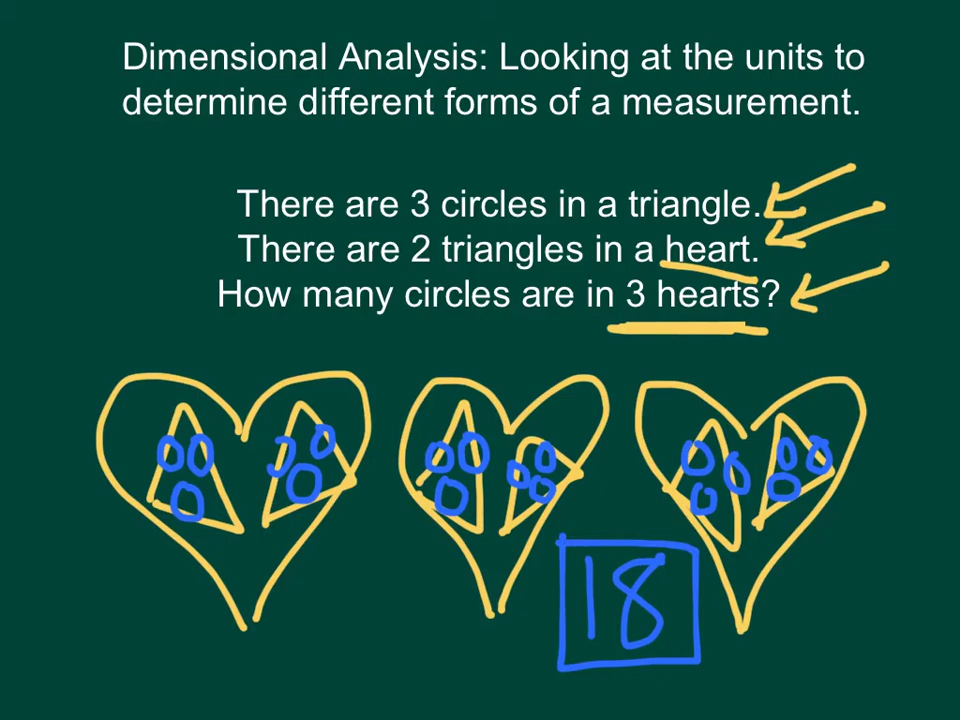 Dimensional Analysis: Looking at the units to
determine different forms of a measurement.
There are 3 circles in a triangle.
There are 2 triangles in a heart.
How many circles are in 3 hearts?
18